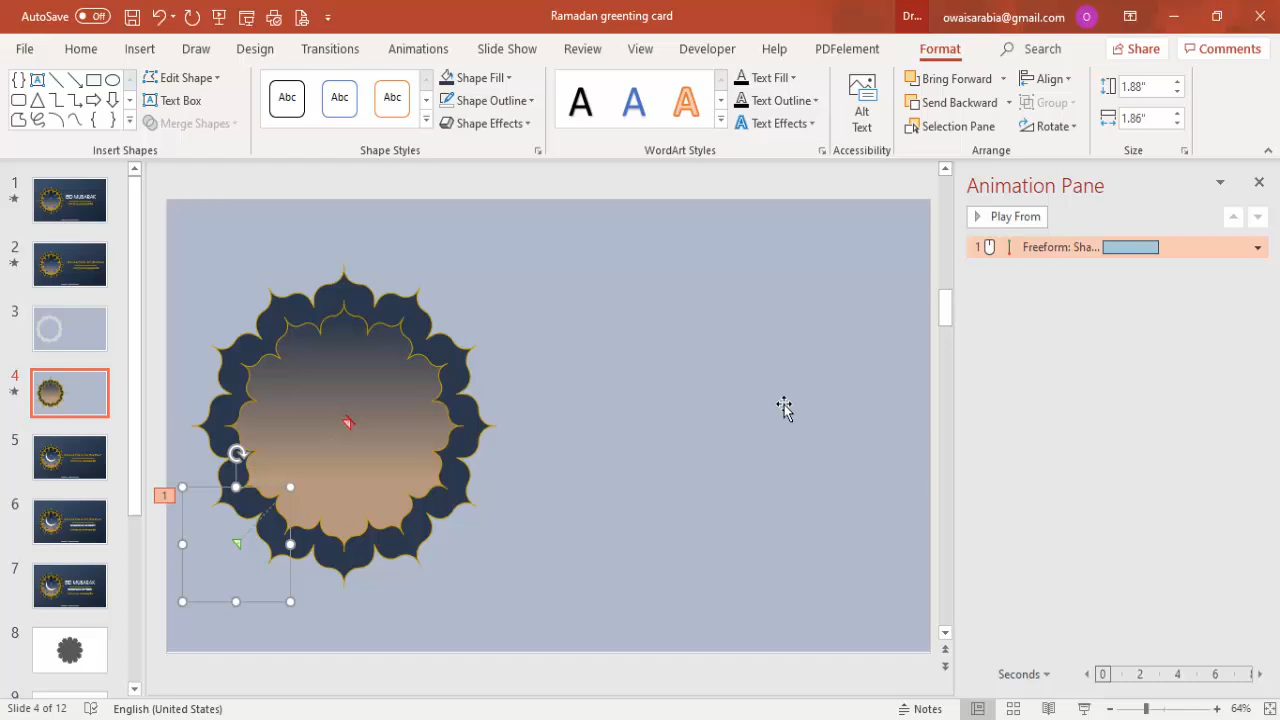 AutoSave Off Ramadan greenting card Dr... owaisarabia@gmail.com O
File Home Insert Draw Design Transitions Animations Slide Show Review View Developer Help PDFelement Format Search Share Comments
Edit Shape
Text Box
Merge Shapes
Insert Shapes
Abc Abc Abc
Shape Fill
Shape Outline
Shape Effects
Shape Styles
A A A
Text Fill
Text Outline
Text Effects
WordArt Styles
Alt
Text
Accessibility
Bring Forward
Send Backward
Selection Pane
Align
Group
Rotate
Arrange
1.88"
1.86"
Size
1
EID MUBARAK
2
3
4
5
6
7
EID MUBARAK
8
9
1
Animation Pane
Play From
1 Freeform: Sha...
Seconds 0 2 4 6
Slide 4 of 12 English (United States) Notes 64%